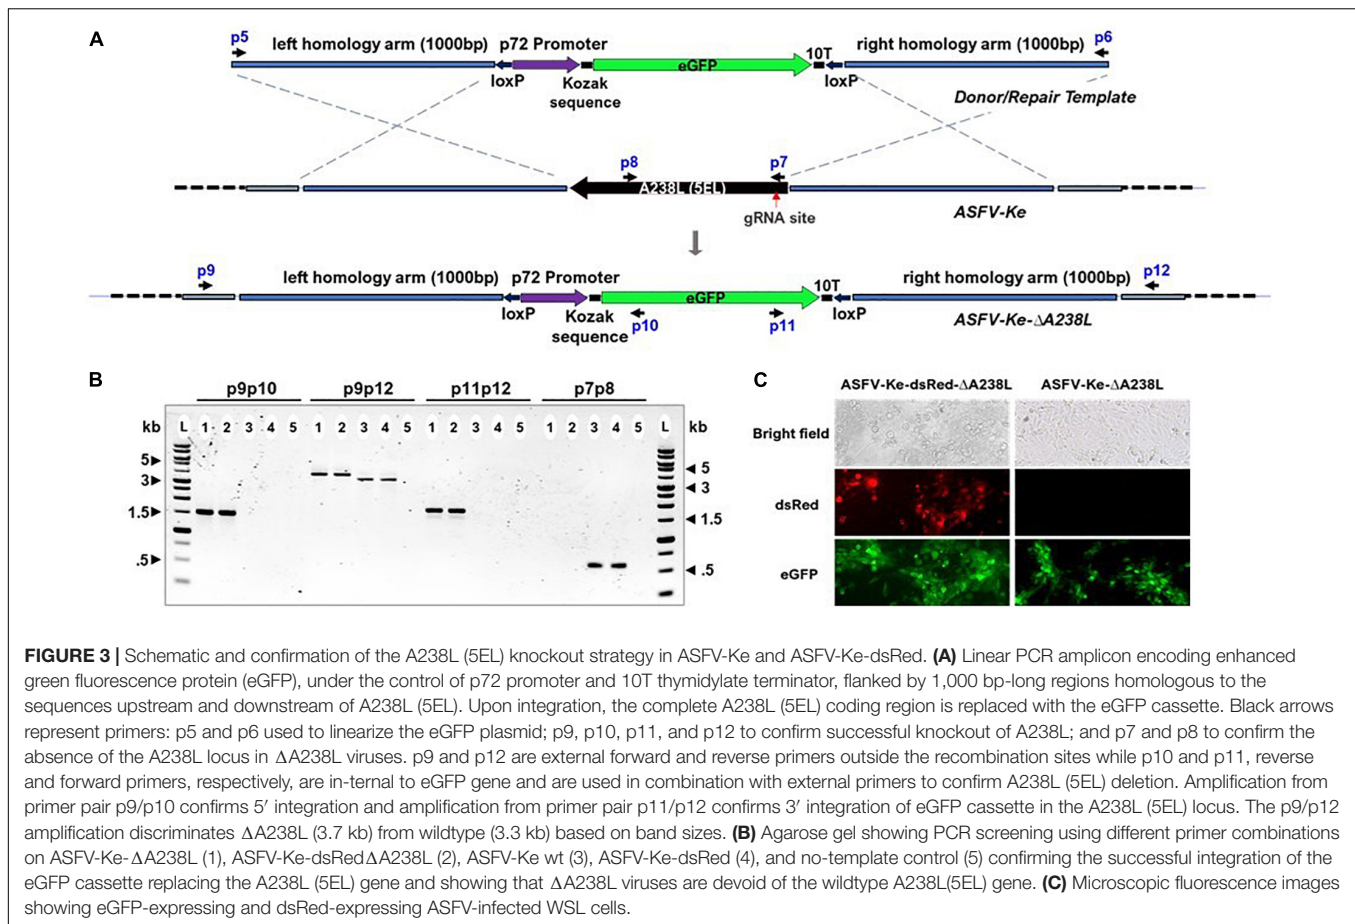 A
p5
left homology arm (1000bp)
p72 Promoter
10T
right homology arm (1000bp)
p6
eGFP
loxP
Kozak
sequence
loxP
Donor/Repair Template
p8
p7
A238L (5EL)
gRNA site
ASFV-Ke
p9
left homology arm (1000bp)
p72 Promoter
10T
right homology arm (1000bp)
p12
eGFP
loxP
Kozak
sequence
p10
p11
loxP
ASFV-Ke-ΔA238L
B
p9p10 p9p12 p11p12 p7p8
kb L 1 2 3 4 5 1 2 3 4 5 1 2 3 4 5 1 2 3 4 5 L kb
5
3
1.5
.5
5
3
1.5
.5
C
ASFV-Ke-dsRed-ΔA238L ASFV-Ke-ΔA238L
Bright field
dsRed
eGFP
FIGURE 3 | Schematic and confirmation of the A238L (5EL) knockout strategy in ASFV-Ke and ASFV-Ke-dsRed. (A) Linear PCR amplicon encoding enhanced
green fluorescence protein (eGFP), under the control of p72 promoter and 10T thymidylate terminator, flanked by 1,000 bp-long regions homologous to the
sequences upstream and downstream of A238L (5EL). Upon integration, the complete A238L (5EL) coding region is replaced with the eGFP cassette. Black arrows
represent primers: p5 and p6 used to linearize the eGFP plasmid; p9, p10, p11, and p12 to confirm successful knockout of A238L; and p7 and p8 to confirm the
absence of the A238L locus in ΔA238L viruses. p9 and p12 are external forward and reverse primers outside the recombination sites while p10 and p11, reverse
and forward primers, respectively, are in-ternal to eGFP gene and are used in combination with external primers to confirm A238L (5EL) deletion. Amplification from
primer pair p9/p10 confirms 5′ integration and amplification from primer pair p11/p12 confirms 3′ integration of eGFP cassette in the A238L (5EL) locus. The p9/p12
amplification discriminates ΔA238L (3.7 kb) from wildtype (3.3 kb) based on band sizes. (B) Agarose gel showing PCR screening using different primer combinations
on ASFV-Ke-ΔA238L (1), ASFV-Ke-dsRedΔA238L (2), ASFV-Ke wt (3), ASFV-Ke-dsRed (4), and no-template control (5) confirming the successful integration of the
eGFP cassette replacing the A238L (5EL) gene and showing that ΔA238L viruses are devoid of the wildtype A238L(5EL) gene. (C) Microscopic fluorescence images
showing eGFP-expressing and dsRed-expressing ASFV-infected WSL cells.